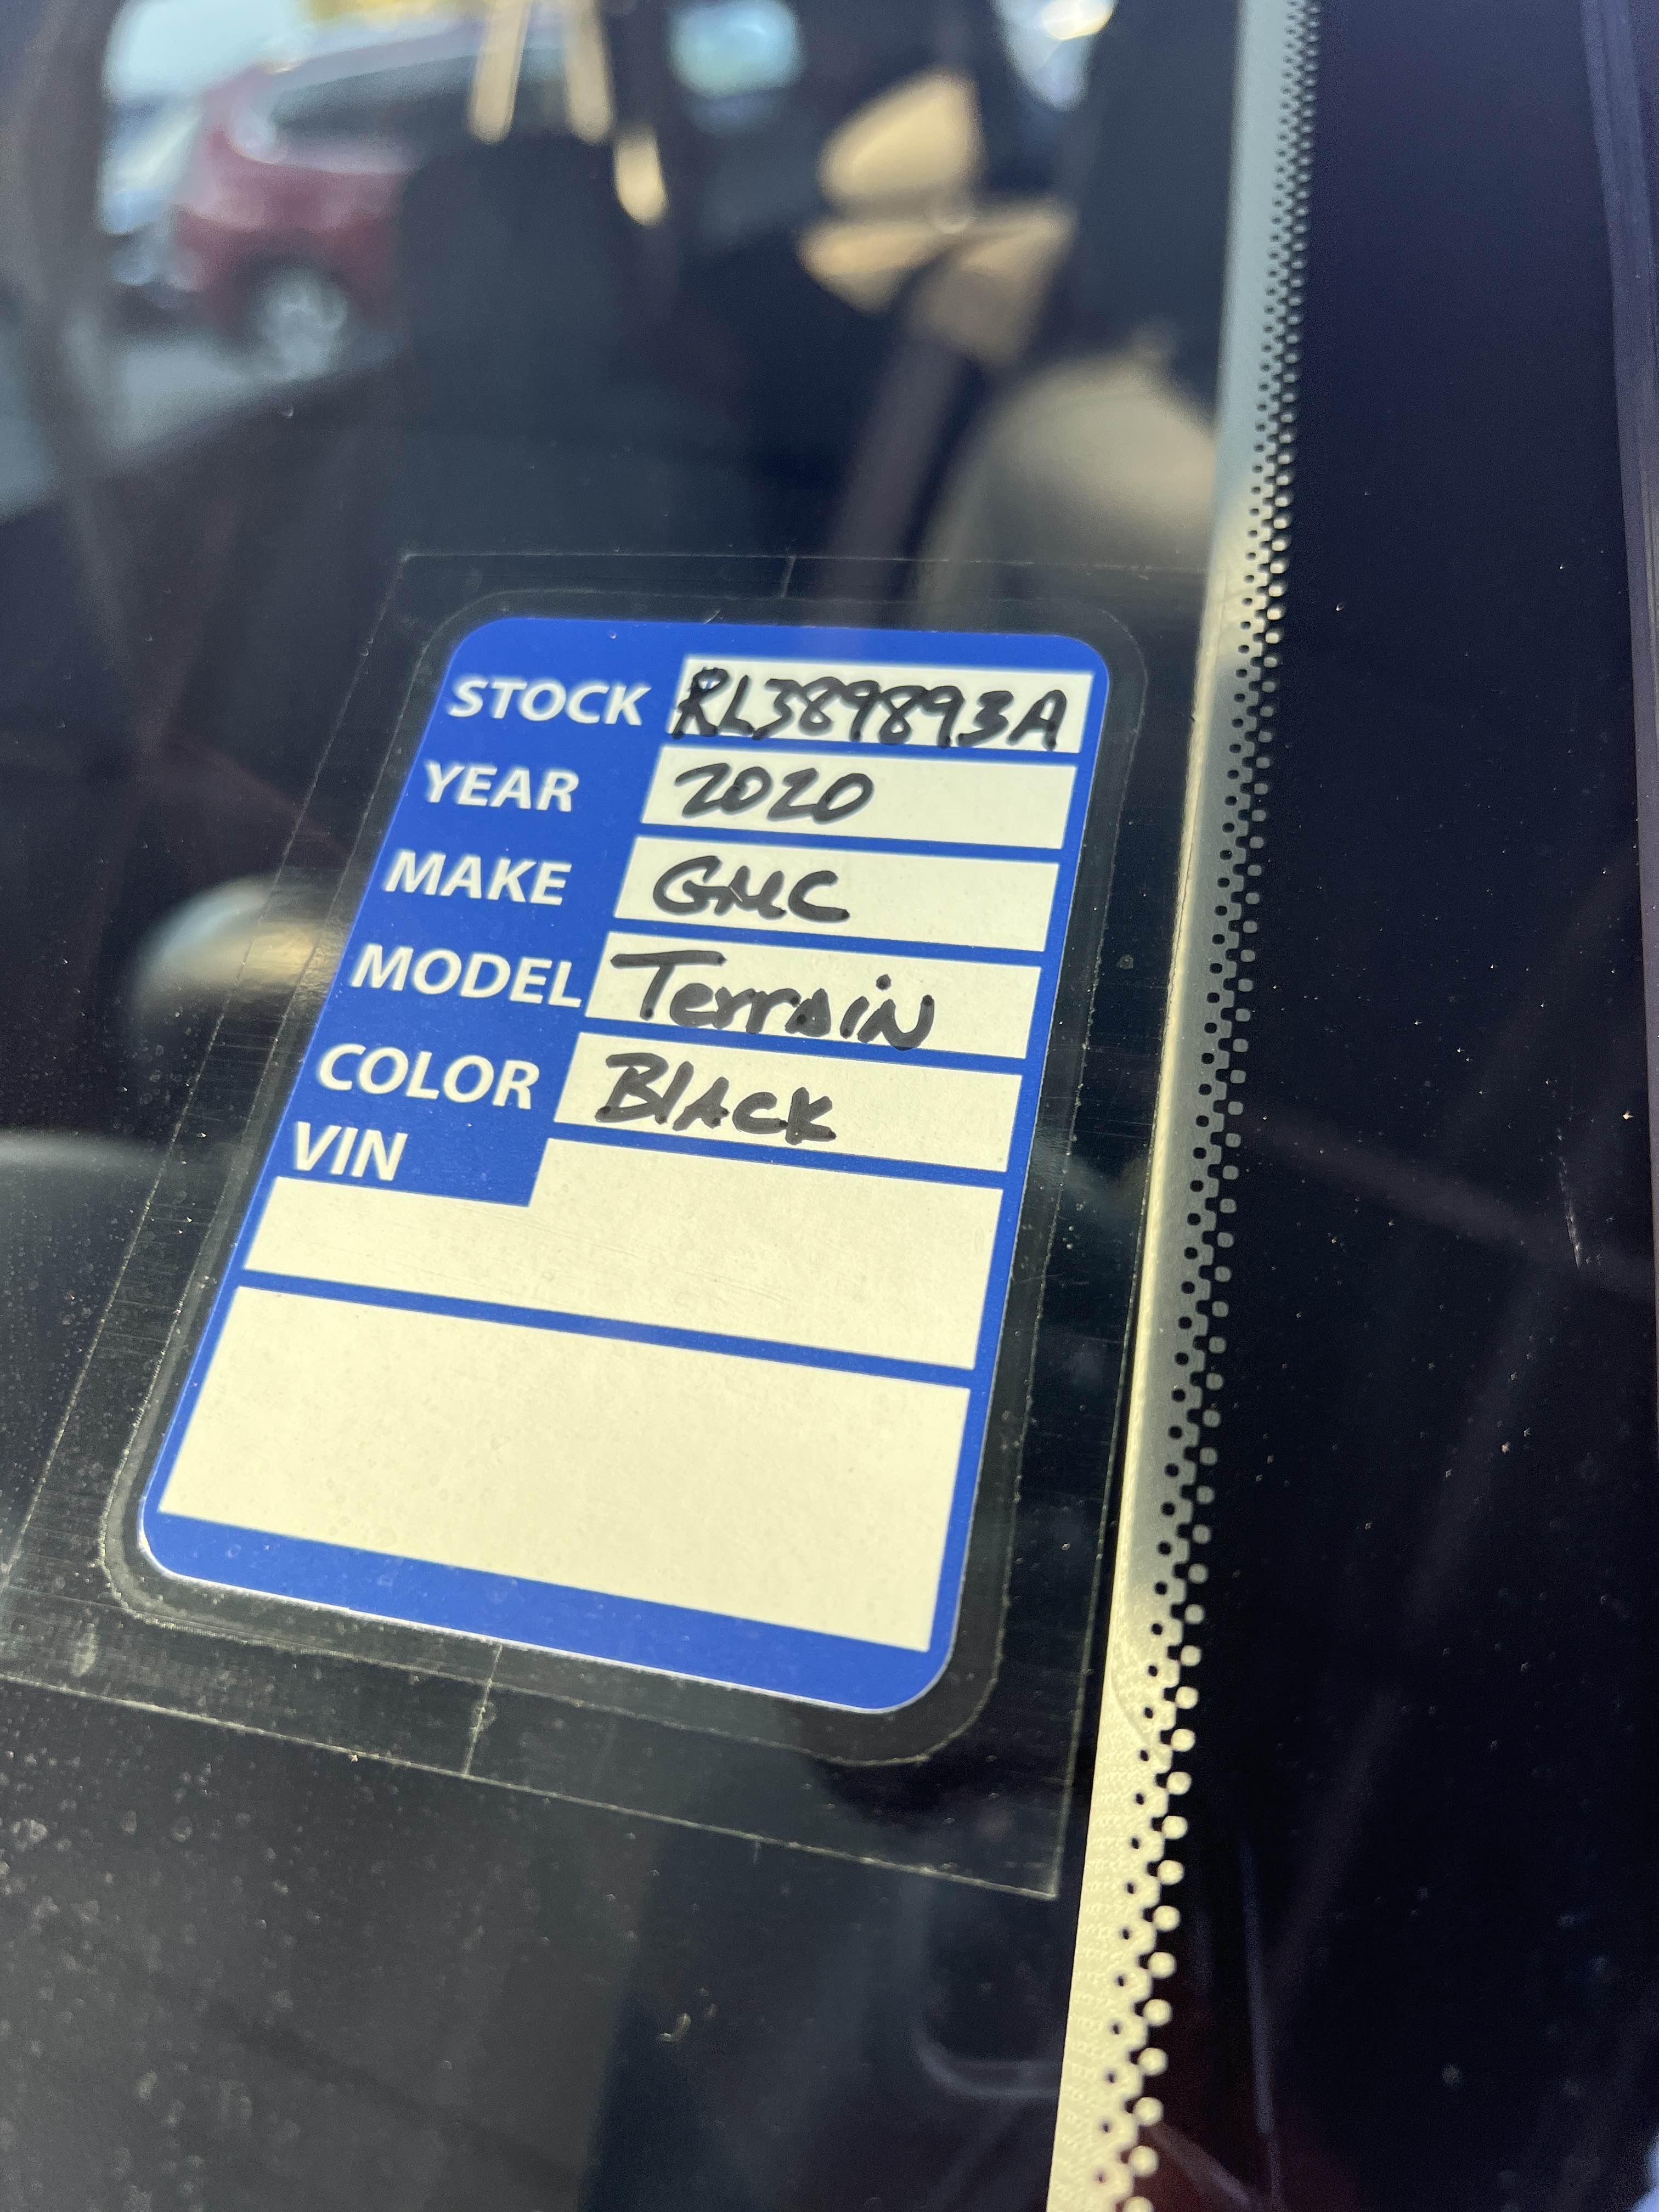 STOCK RL389893A
YEAR 2020
MAKE GMC
MODEL Terrain
COLOR Black
VIN